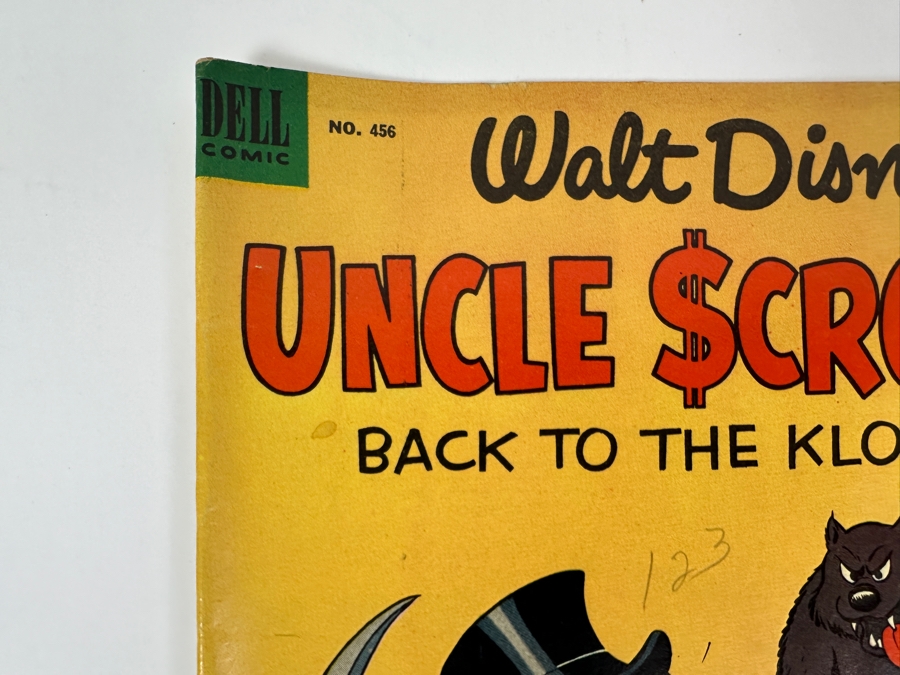 DELL
COMIC
NO. 456
Walt Disn
UNCLE $CRO
BACK TO THE KLO
123